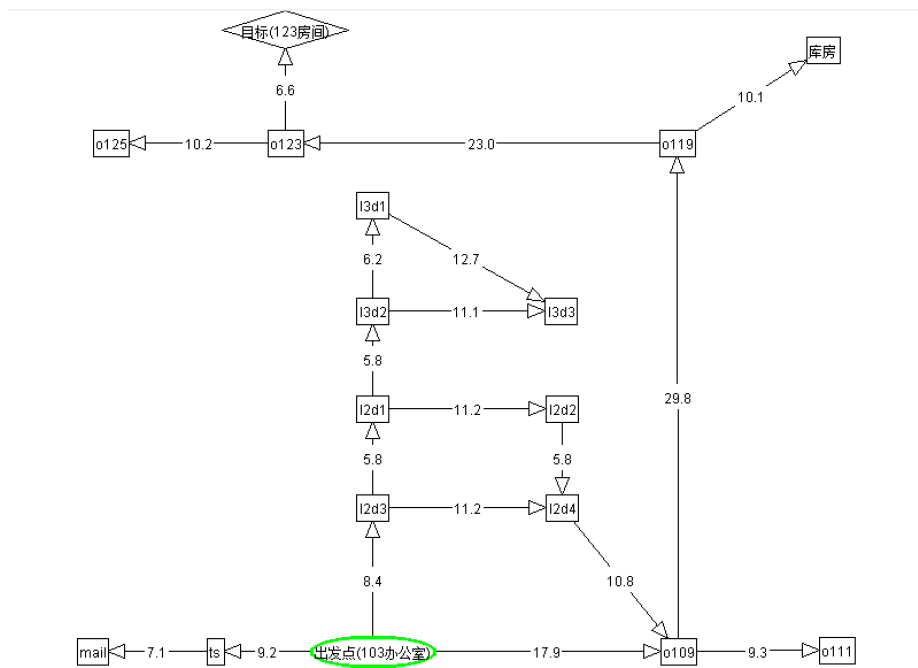 目标(123房间)
库房
6.6
10.1
o125
10.2
o123
23.0
o119
l3d1
6.2
12.7
l3d2
11.1
l3d3
5.8
29.8
l2d1
11.2
l2d2
5.8
5.8
l2d3
11.2
l2d4
8.4
10.8
mail
7.1
ts
9.2
出发点(103办公室)
17.9
o109
9.3
o111